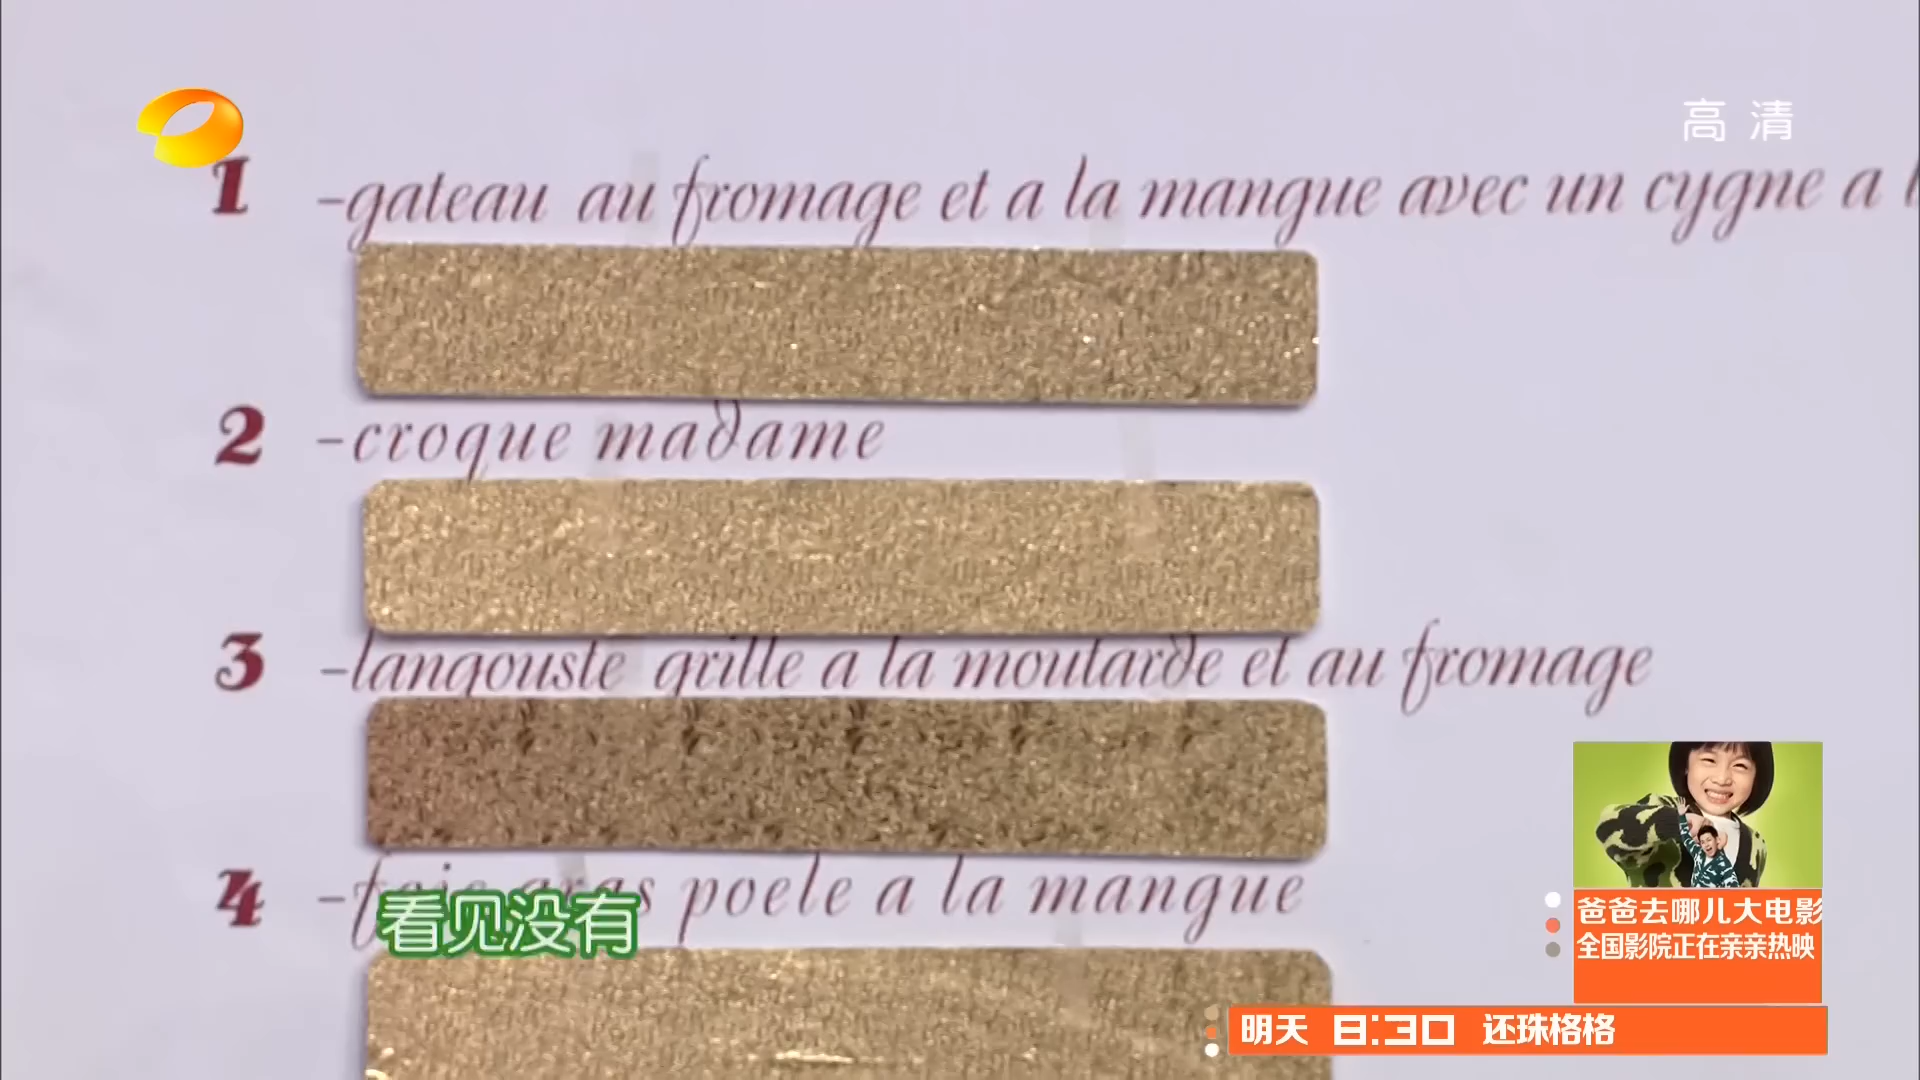 高清
1 -gateau au fromage et a la mangue avec un cygne a
2 -croque madame
3 -langouste grille a la moutarde et au fromage
4 -foie gras poele a la mangue
看见没有
爸爸去哪儿大电影
全国影院正在亲亲热映
明天 8:30 还珠格格